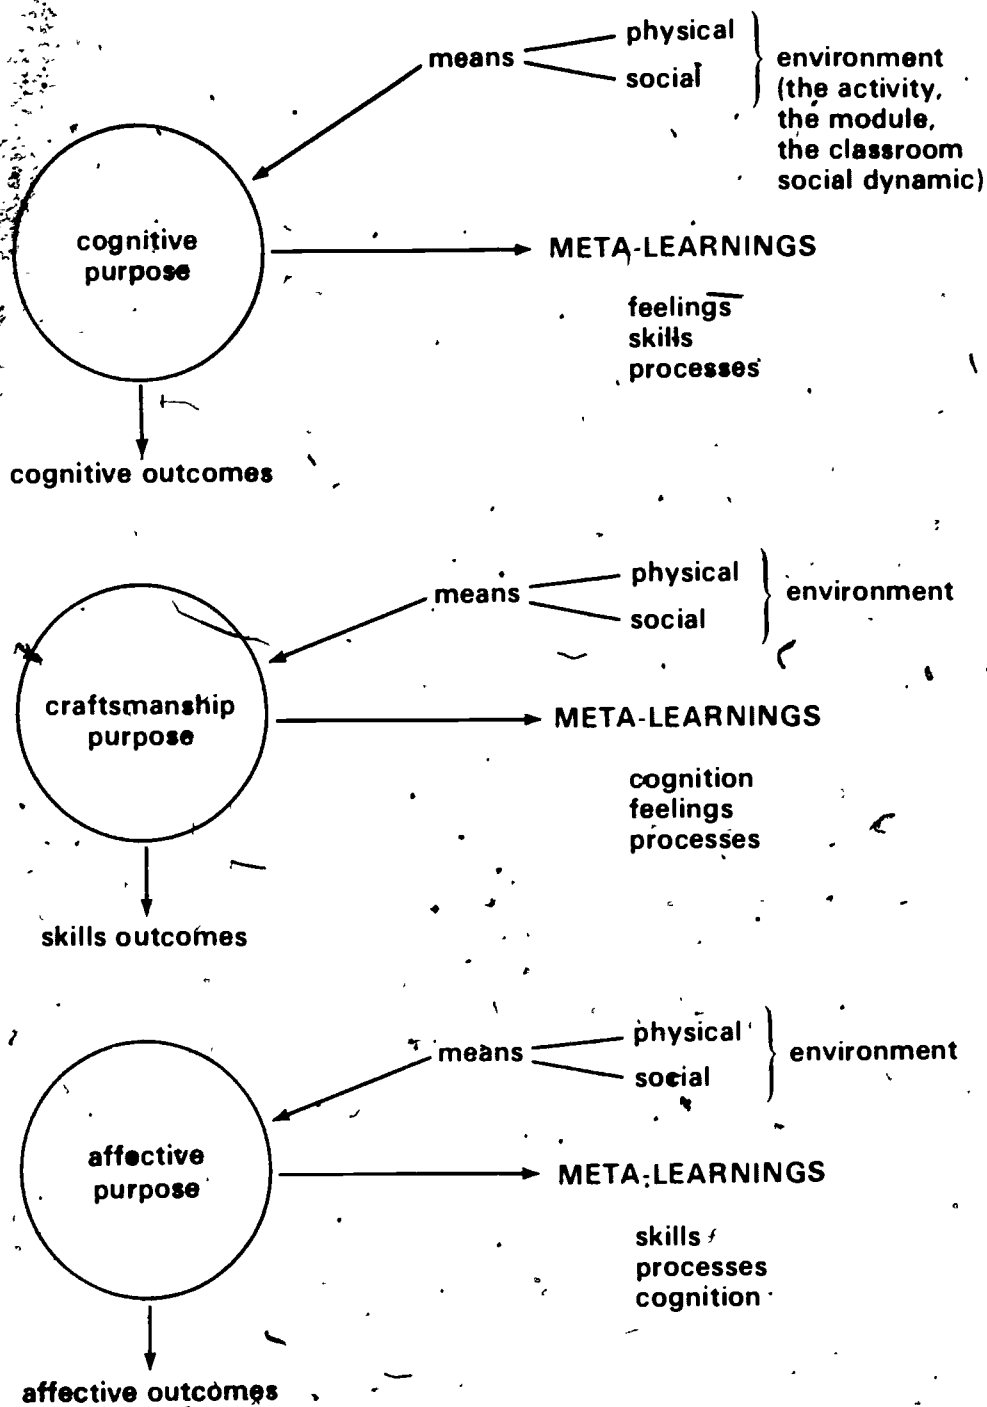 physical
means
social
environment
(the activity,
the module,
the classroom
social dynamic)
cognitive
purpose
META-LEARNINGS
feelings
skills
processes
cognitive outcomes
physical
means
social
environment
craftsmanship
purpose
META-LEARNINGS
cognition
feelings
processes
skills outcomes
physical
means
social
environment
affective
purpose
META-LEARNINGS
skills
processes
cognition
affective outcomes